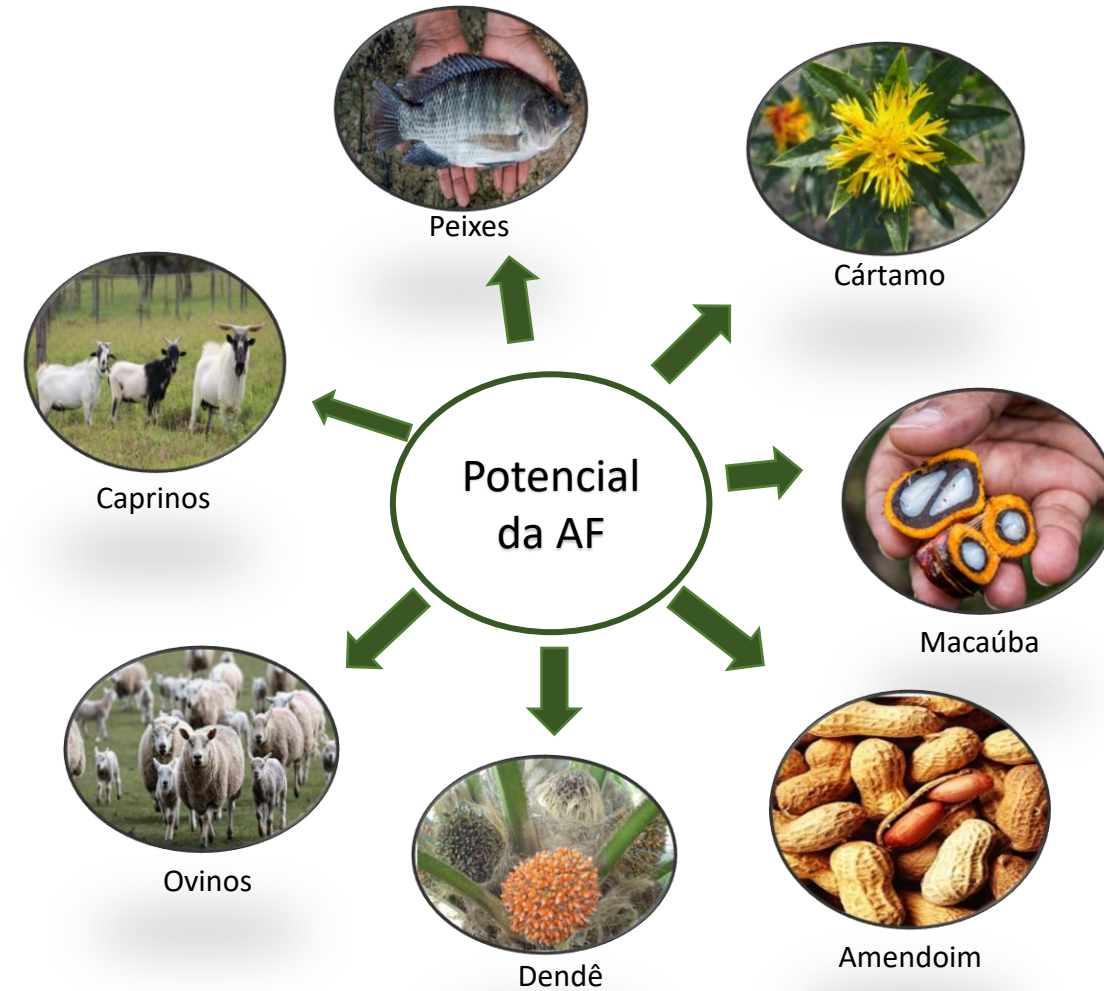 Peixes
Cártamo
Caprinos
Potencial
da AF
Macaúba
Ovinos
Amendoim
Dendê